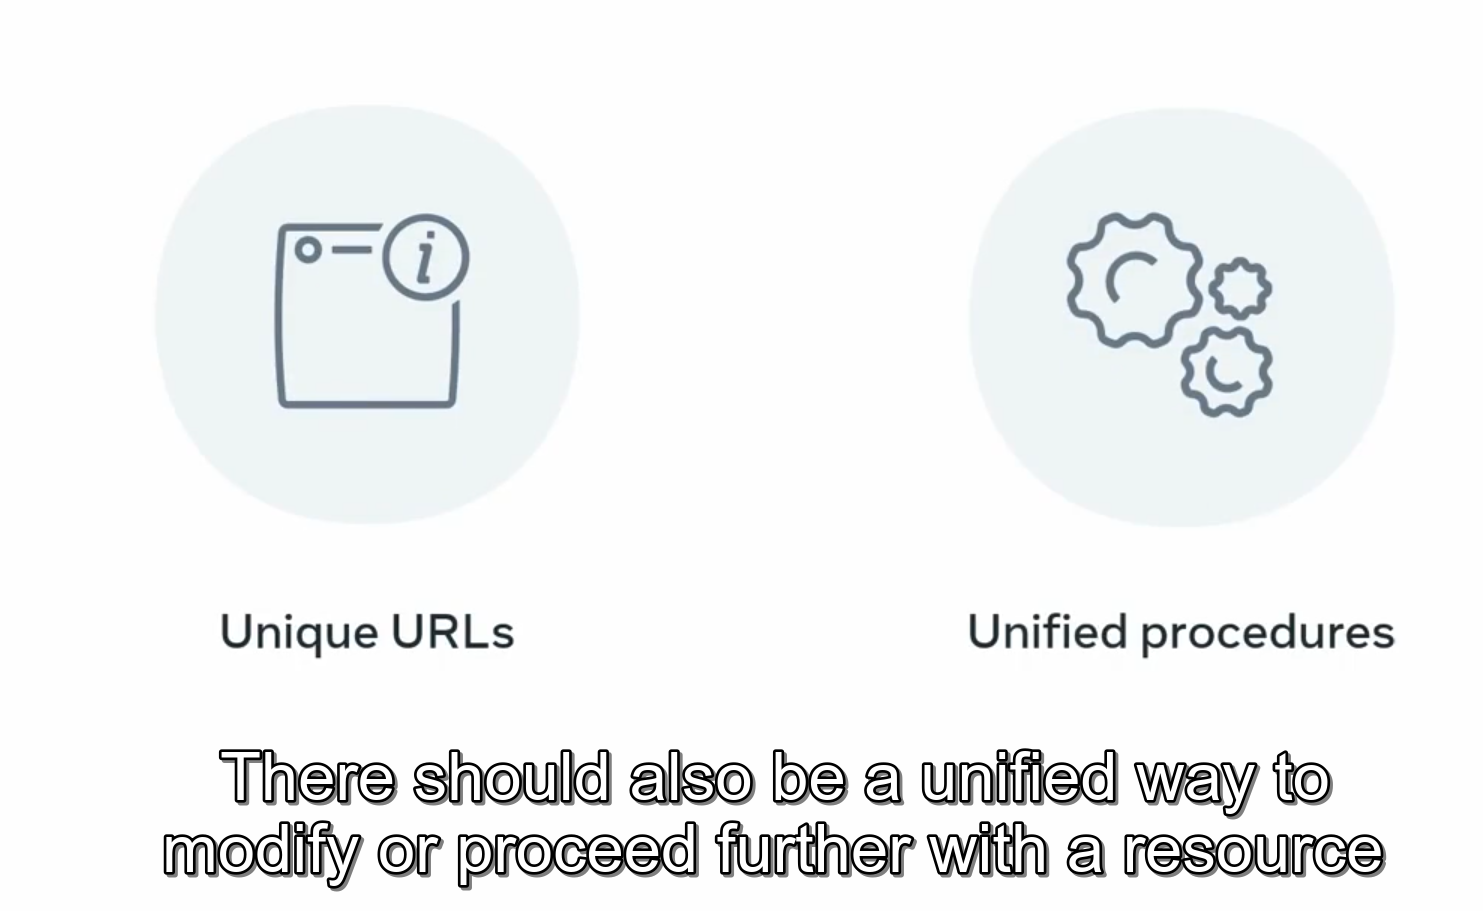 i
Unique URLs
Unified procedures
There should also be a unified way to
modify or proceed further with a resource